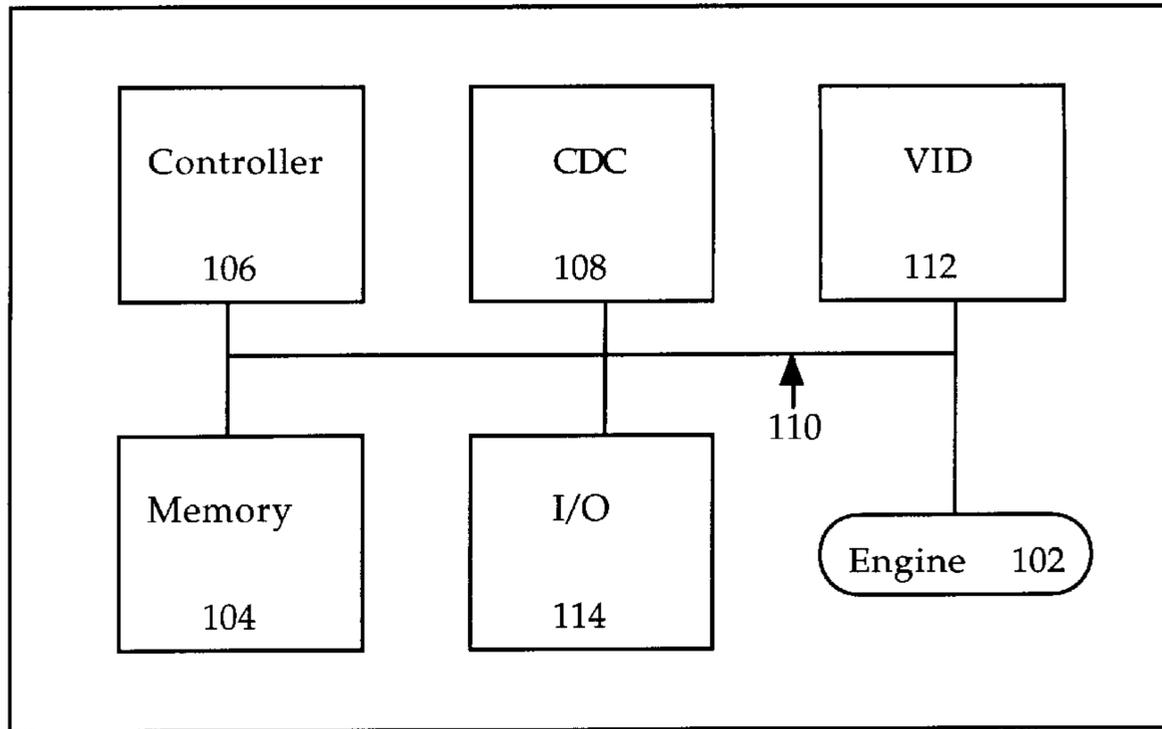 Controller
106
CDC
108
VID
112
110
Memory
104
I/O
114
Engine 102